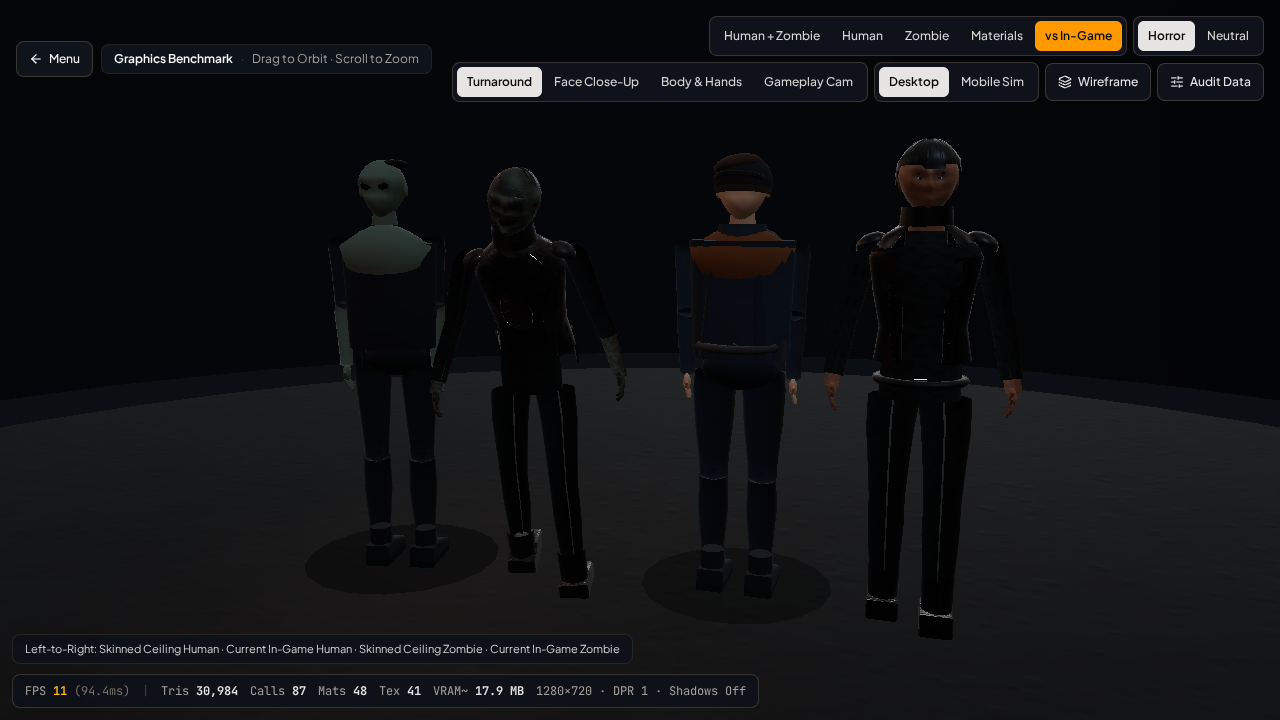 Human + Zombie Human Zombie Materials vs In-Game Horror Neutral
Menu Graphics Benchmark · Drag to Orbit · Scroll to Zoom
Turnaround Face Close-Up Body & Hands Gameplay Cam Desktop Mobile Sim Wireframe Audit Data
Left-to-Right: Skinned Ceiling Human · Current In-Game Human · Skinned Ceiling Zombie · Current In-Game Zombie
FPS 11 (94.4ms) | Tris 30,984 Calls 87 Mats 48 Tex 41 VRAM~ 17.9 MB 1280×720 · DPR 1 · Shadows Off